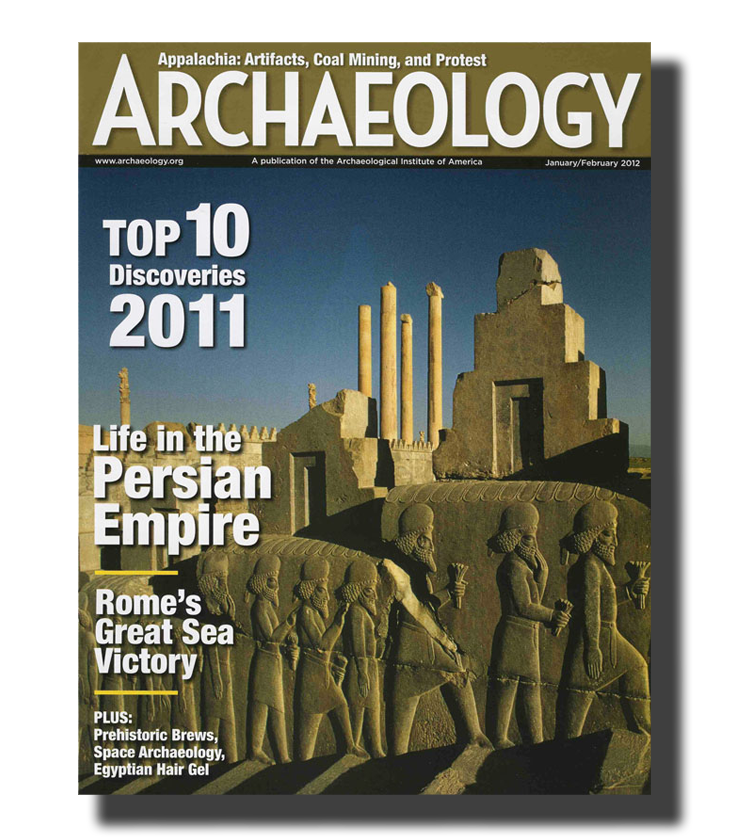 Appalachia: Artifacts, Coal Mining, and Protest
ARCHAEOLOGY
www.archaeology.org A publication of the Archaeological Institute of America January/February 2012
TOP 10
Discoveries
2011
Life in the
Persian
Empire
Rome's
Great Sea
Victory
PLUS:
Prehistoric Brews,
Space Archaeology,
Egyptian Hair Gel